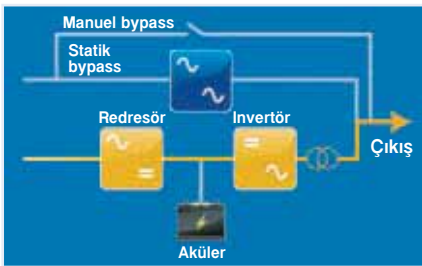 Manuel bypass
Statik
bypass
Redresör
Invertör
Çıkış
Aküler